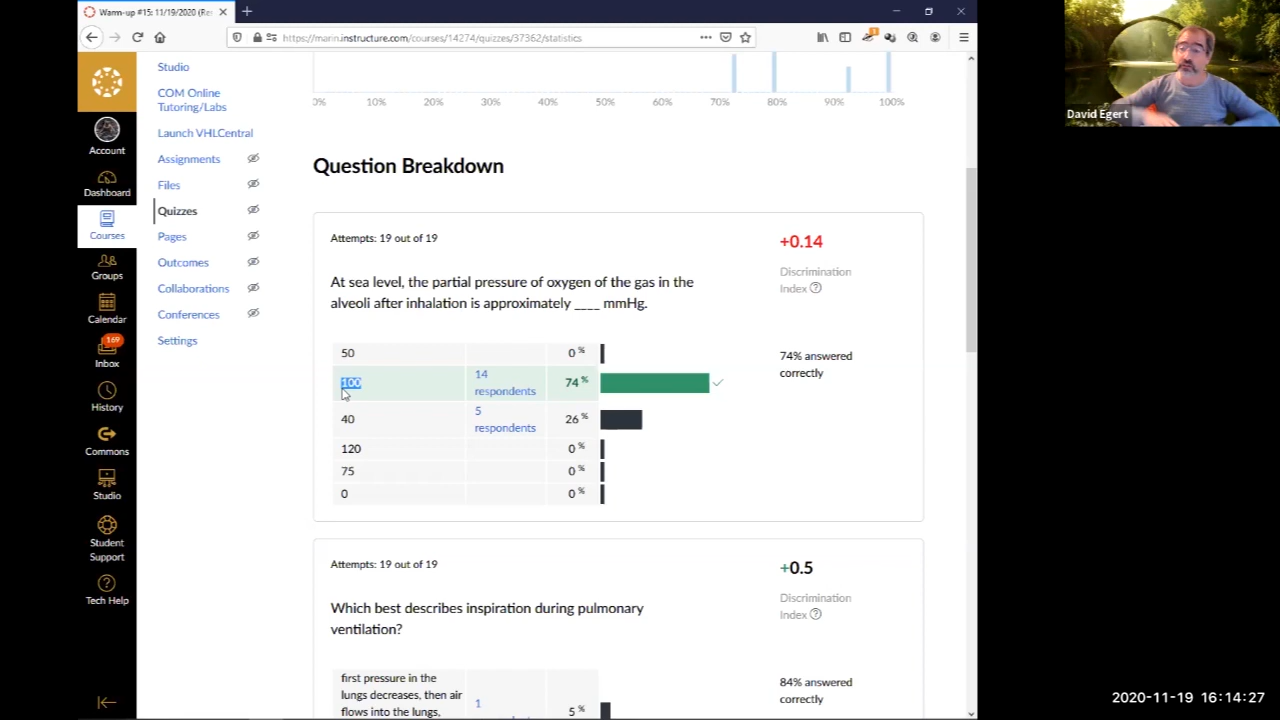 Warm-up #15: 11/19/2020 (Re
https://marin.instructure.com/courses/14274/quizzes/37362/statistics
David Egert
Account
Dashboard
Courses
Groups
Calendar
169
Inbox
History
Commons
Studio
Student
Support
Tech Help
Studio
COM Online
Tutoring/Labs
Launch VHLCentral
Assignments
Files
Quizzes
Pages
Outcomes
Collaborations
Conferences
Settings
0% 10% 20% 30% 40% 50% 60% 70% 80% 90% 100%
Question Breakdown
Attempts: 19 out of 19
+0.14
Discrimination
Index ?
At sea level, the partial pressure of oxygen of the gas in the
alveoli after inhalation is approximately ____ mmHg.
50 0 %
100 14 respondents 74 %
40 5 respondents 26 %
120 0 %
75 0 %
0 0 %
74% answered
correctly
Attempts: 19 out of 19
+0.5
Discrimination
Index ?
Which best describes inspiration during pulmonary
ventilation?
first pressure in the
lungs decreases, then air
flows into the lungs,
1
5 %
84% answered
correctly
2020-11-19 16:14:27